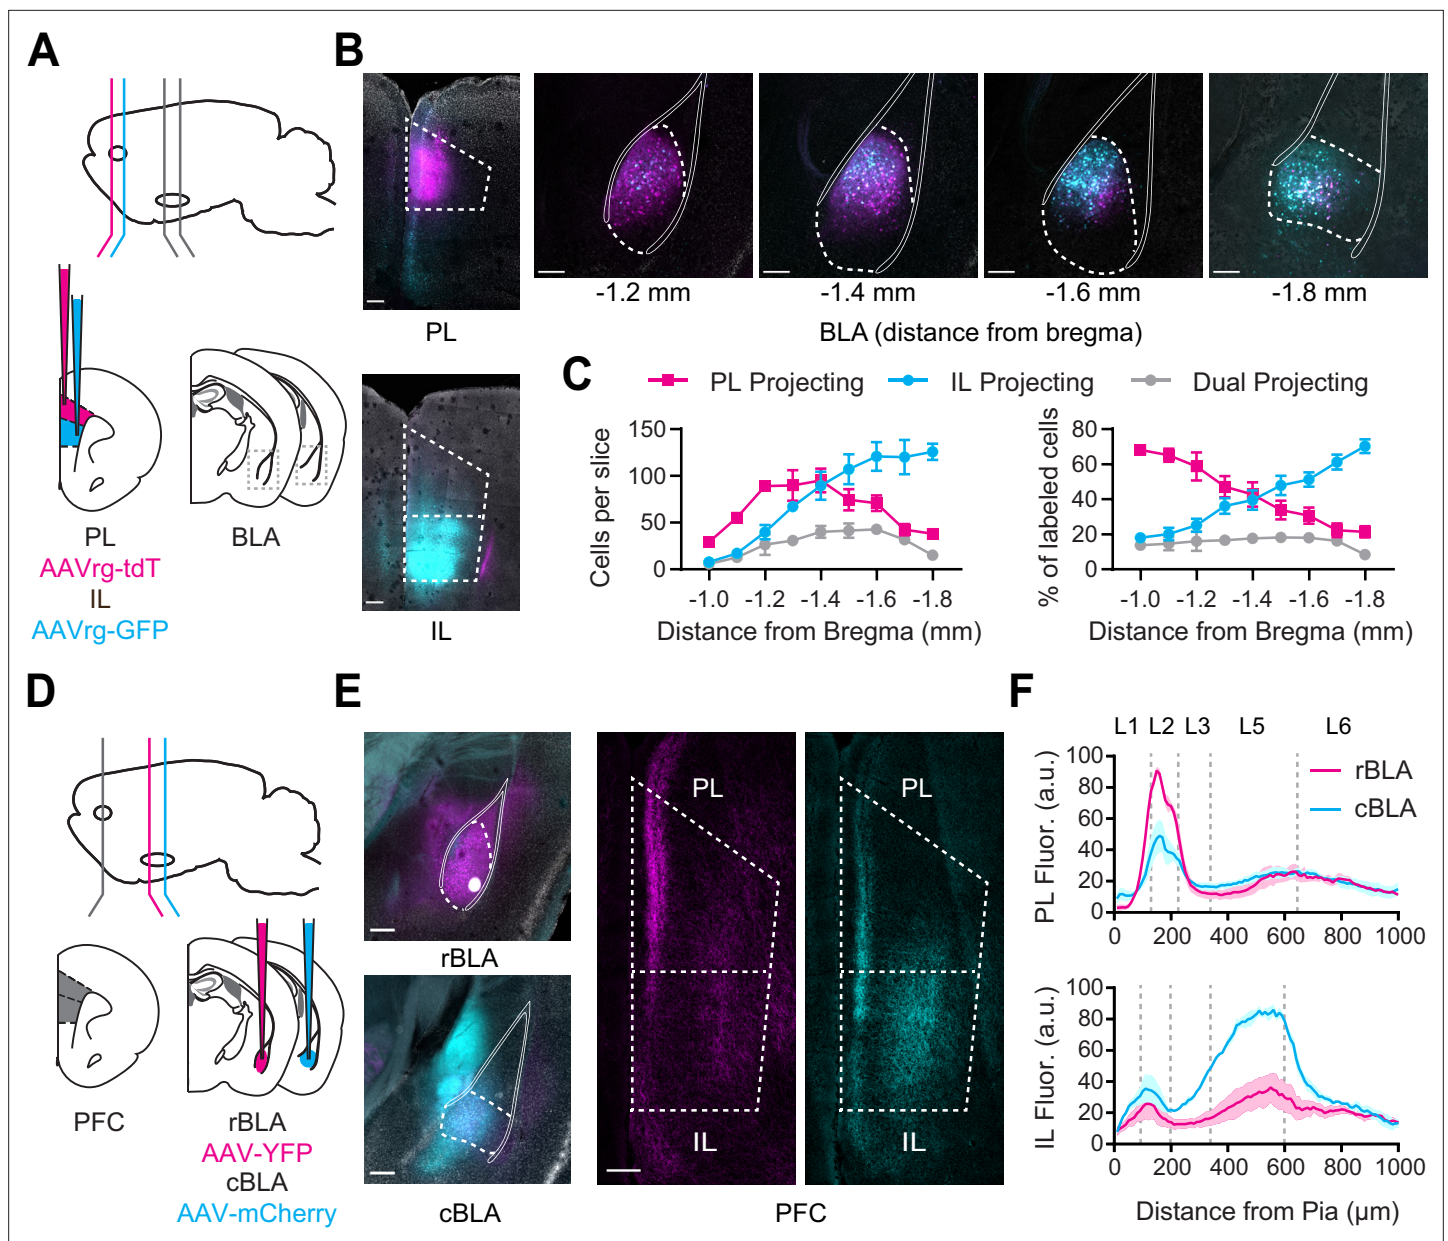 A
PL
AAVrg-tdT
IL
AAVrg-GFP
BLA
B
PL
IL
-1.2 mm
-1.4 mm
-1.6 mm
-1.8 mm
BLA (distance from bregma)
C
PL Projecting
IL Projecting
Dual Projecting
Cells per slice
150
100
50
0
-1.0
-1.2
-1.4
-1.6
-1.8
Distance from Bregma (mm)
% of labeled cells
80
60
40
20
0
-1.0
-1.2
-1.4
-1.6
-1.8
Distance from Bregma (mm)
D
PFC
rBLA
AAV-YFP
cBLA
AAV-mCherry
E
rBLA
cBLA
PL
IL
PL
IL
PFC
F
L1
L2
L3
L5
L6
rBLA
cBLA
PL Fluor. (a.u.)
100
80
60
40
20
0
0
200
400
600
800
1000
IL Fluor. (a.u.)
100
80
60
40
20
0
0
200
400
600
800
1000
Distance from Pia (µm)